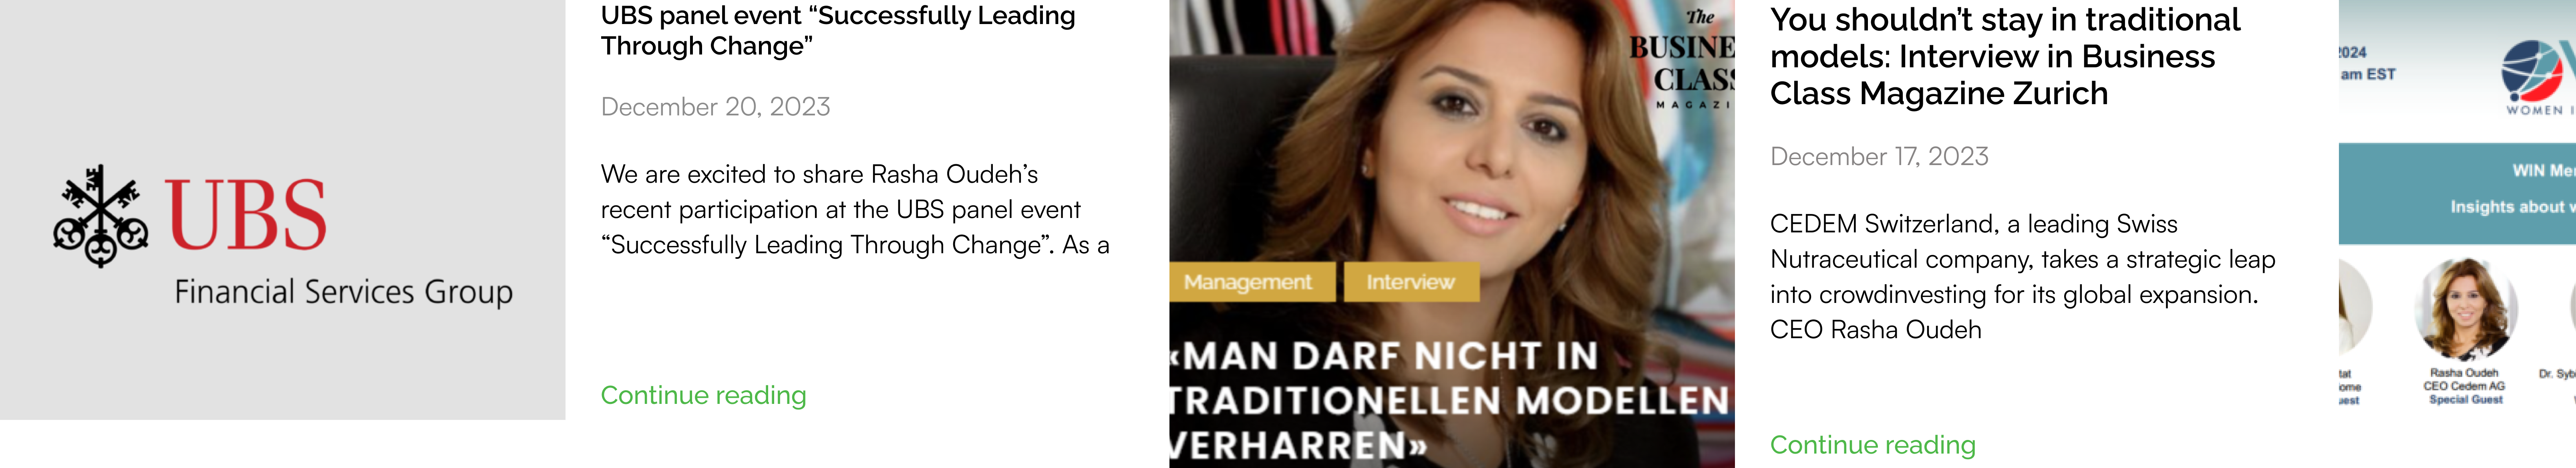 UBS
Financial Services Group
UBS panel event “Successfully Leading
Through Change”
December 20, 2023
We are excited to share Rasha Oudeh’s
recent participation at the UBS panel event
“Successfully Leading Through Change”. As a
Continue reading
The
BUSINE
CLASS
MAGAZI
Management
Interview
«MAN DARF NICHT IN
TRADITIONELLEN MODELLEN
VERHARREN»
You shouldn’t stay in traditional
models: Interview in Business
Class Magazine Zurich
December 17, 2023
CEDEM Switzerland, a leading Swiss
Nutraceutical company, takes a strategic leap
into crowdinvesting for its global expansion.
CEO Rasha Oudeh
Continue reading
2024
am EST
WOMEN I
WIN Me
Insights about
Rasha Oudeh
CEO Cedem AG
Special Guest
Dr. Syb